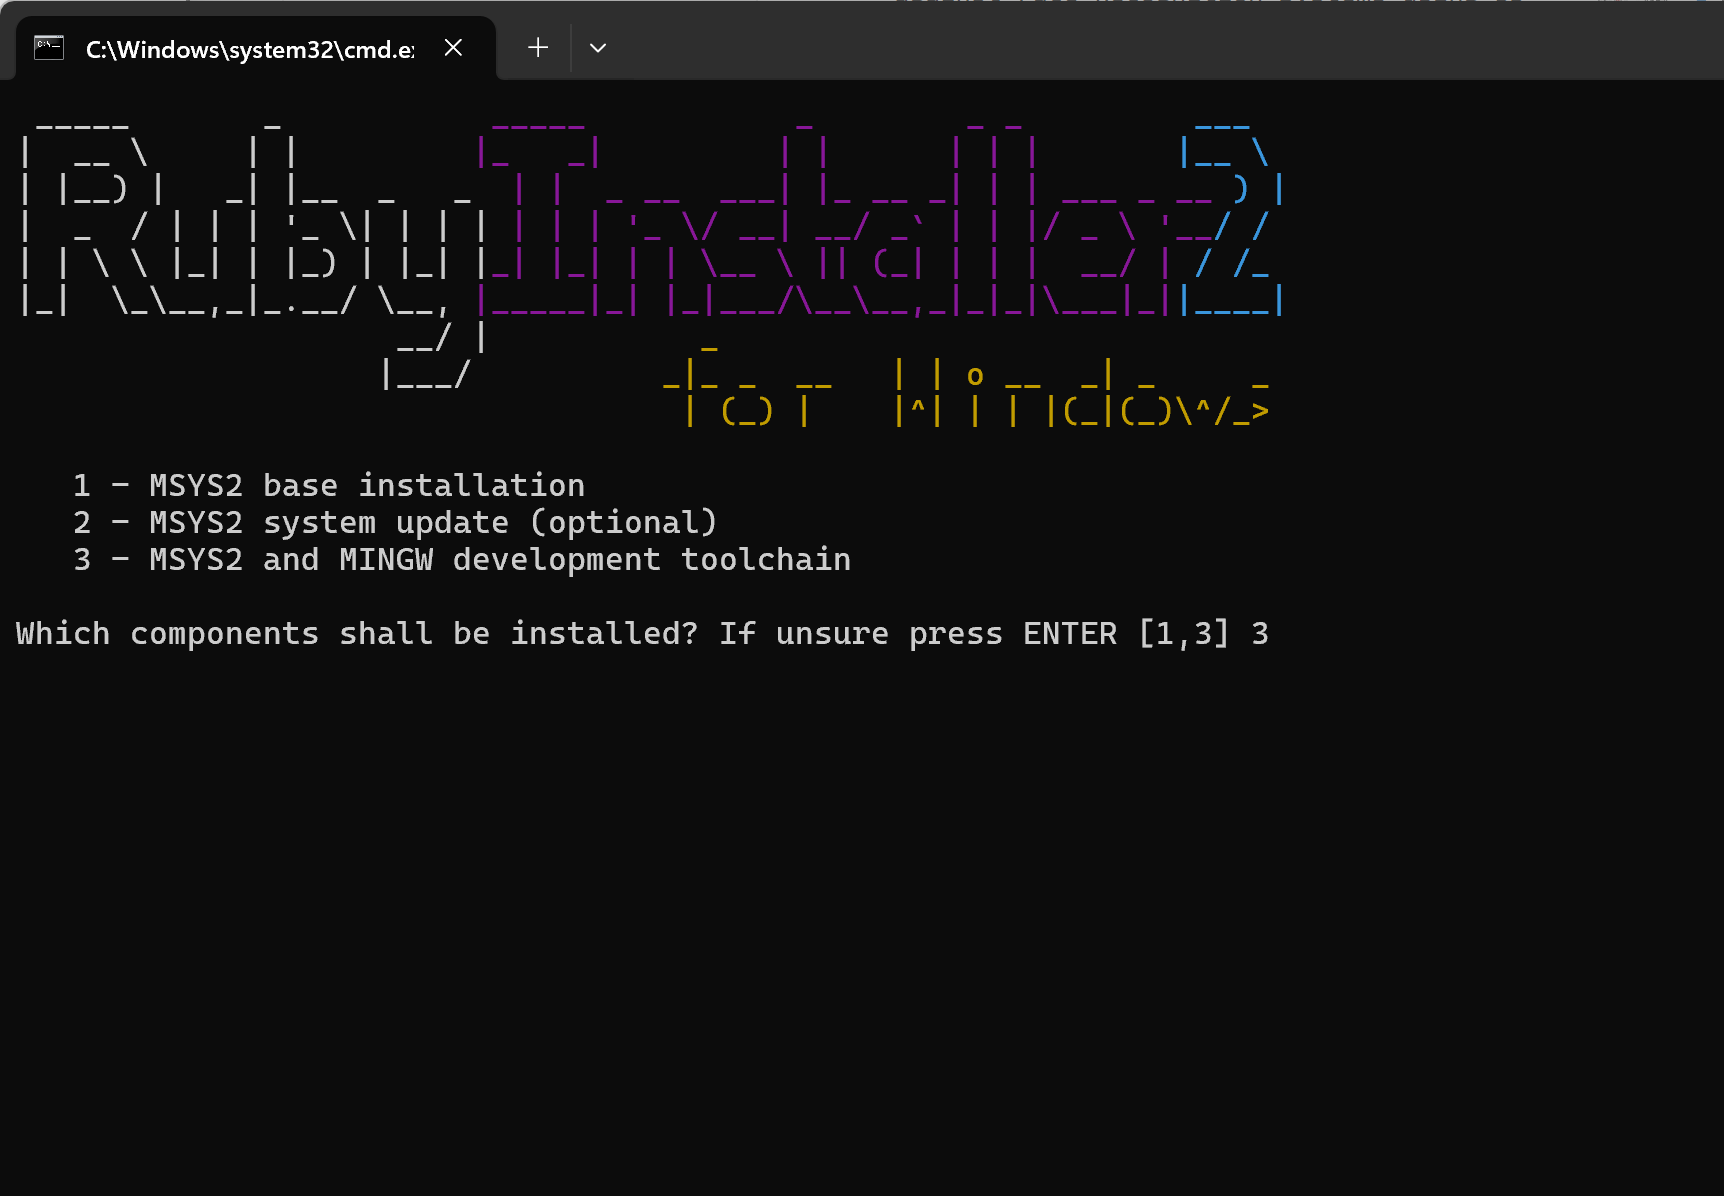 C:\Windows\system32\cmd.e
RubyInstaller2
for Windows
1 - MSYS2 base installation
2 - MSYS2 system update (optional)
3 - MSYS2 and MINGW development toolchain
Which components shall be installed? If unsure press ENTER [1,3] 3